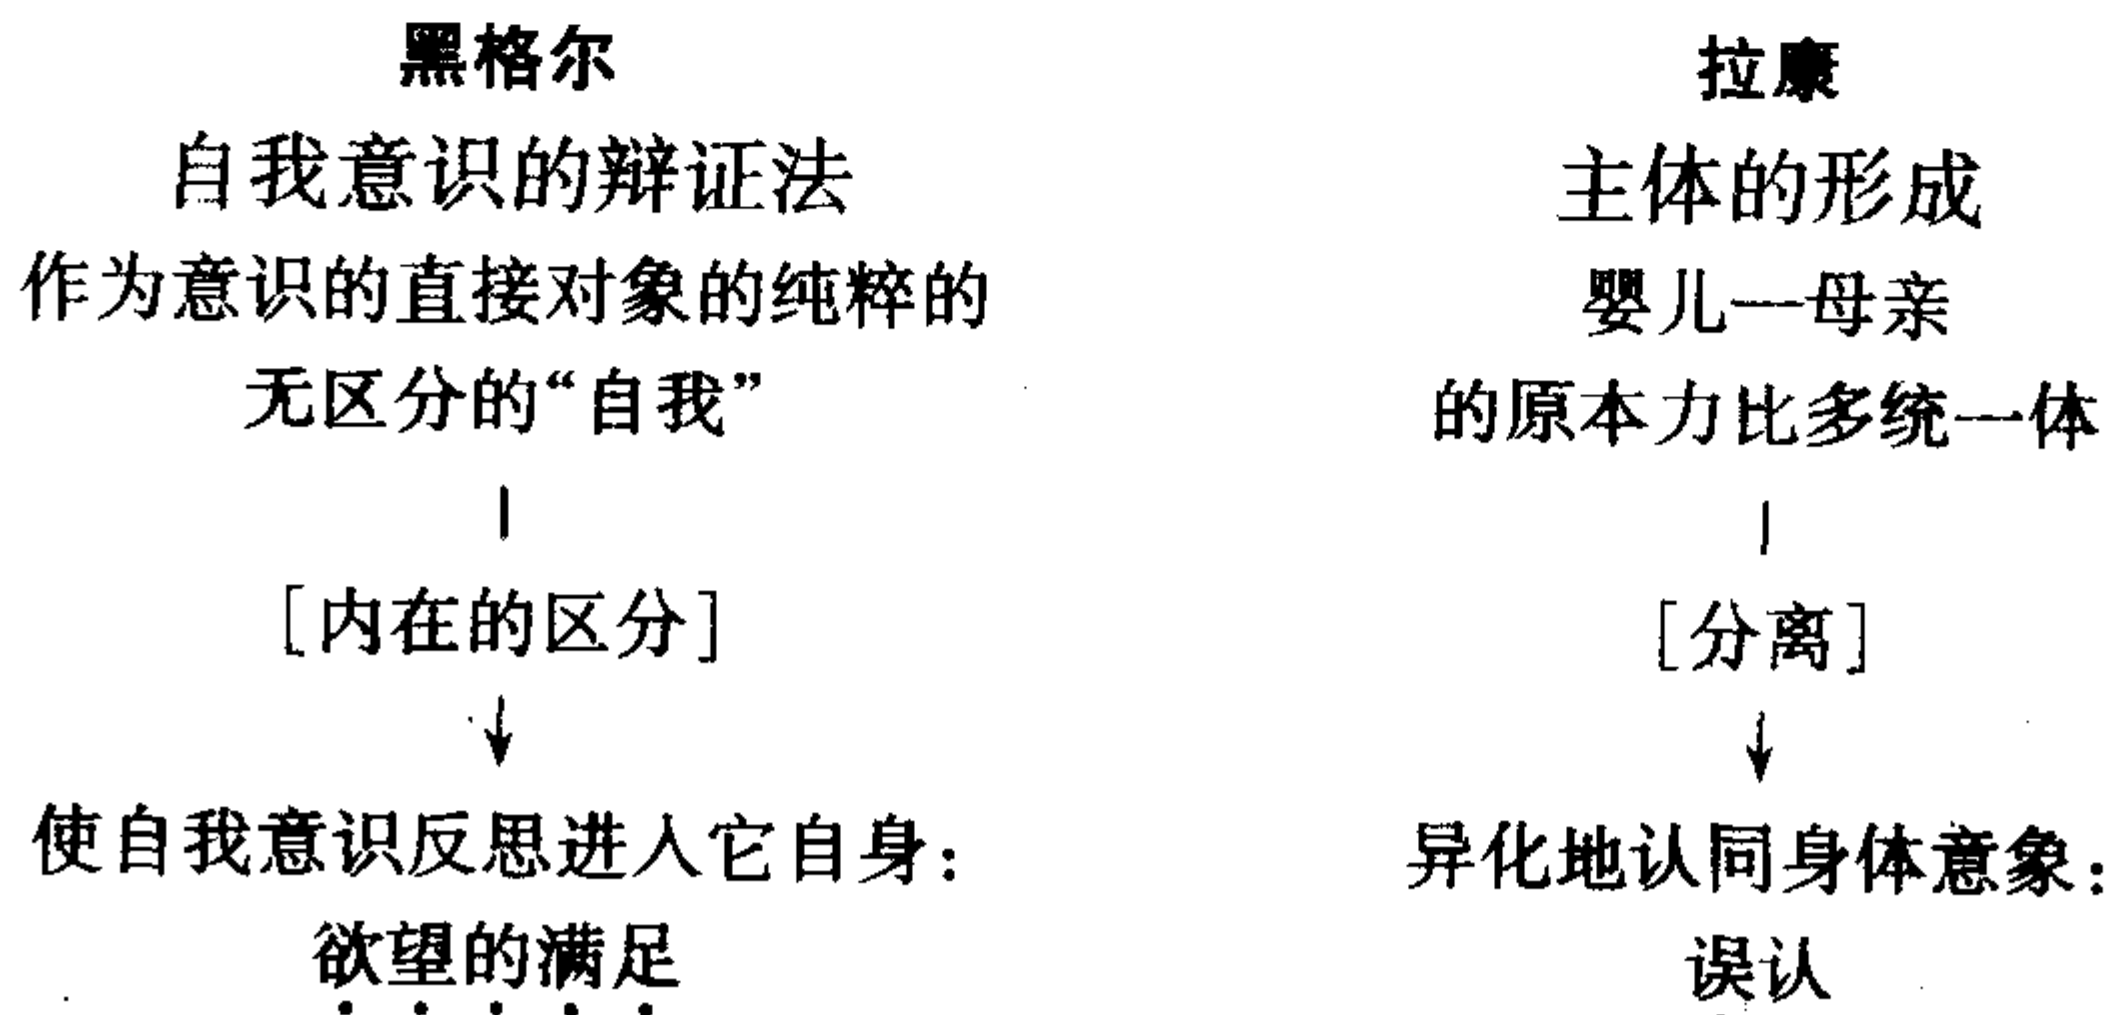 黑格尔
自我意识的辩证法
作为意识的直接对象的纯粹的
无区分的“自我”
[内在的区分]
使自我意识反思进入它自身：
欲望的满足
拉康
主体的形成
婴儿—母亲
的原本力比多统一体
[分离]
异化地认同身体意象：
误认